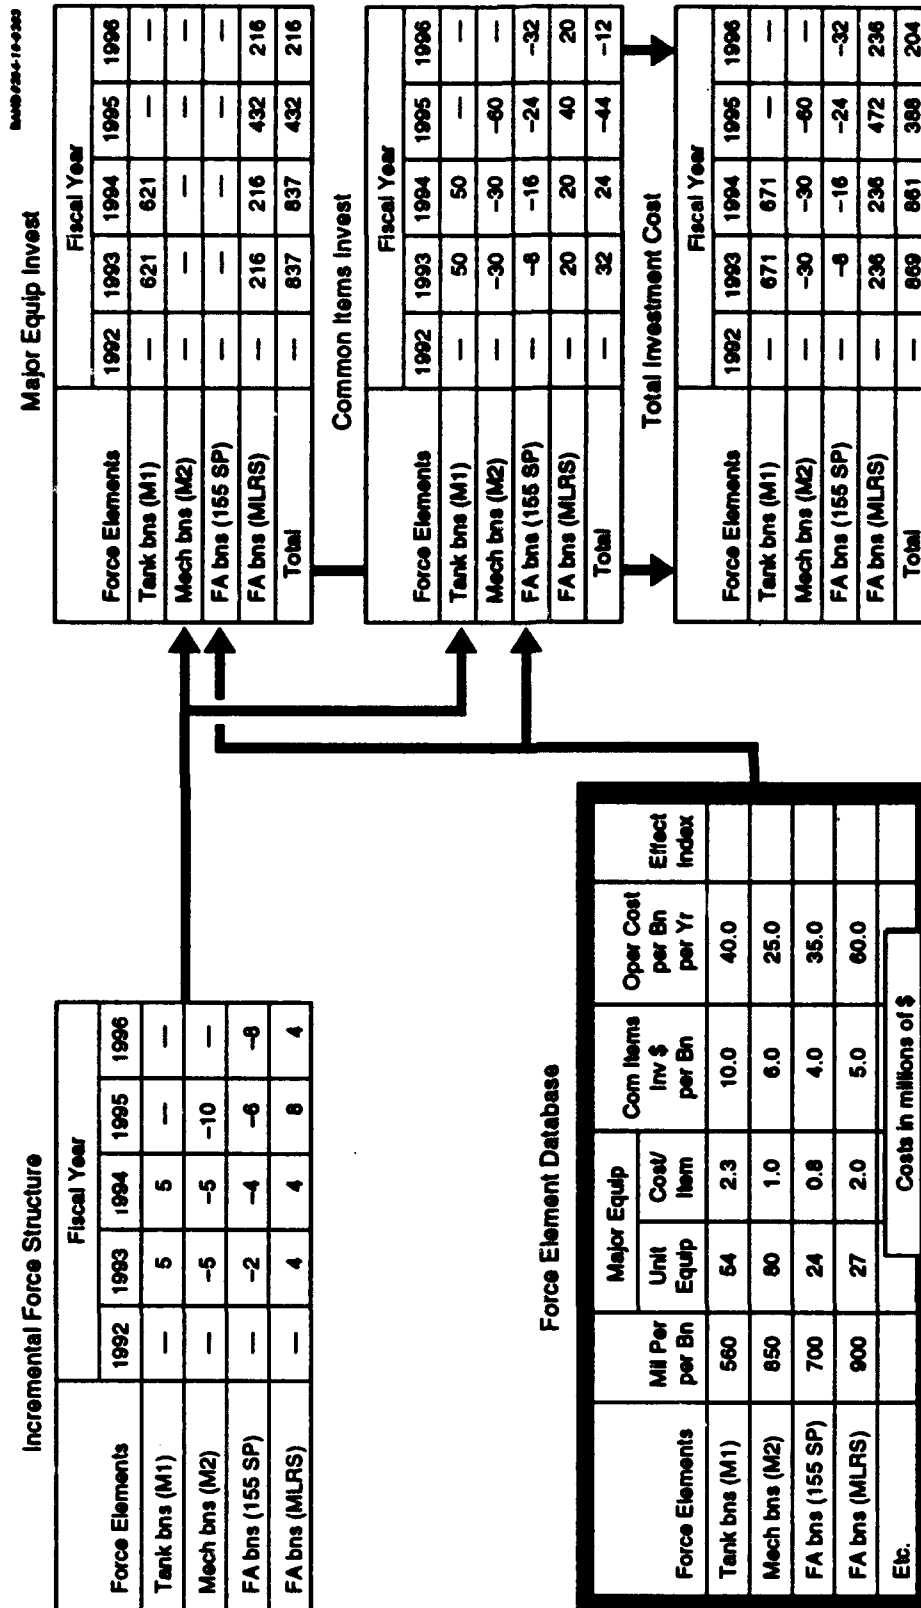 Incremental Force Structure
Fiscal Year
Force Elements 1992 1993 1994 1995 1996
Tank bns (M1) — 5 5 — —
Mech bns (M2) — -5 -5 -10 —
FA bns (155 SP) — -2 -4 -6 -8
FA bns (MLRS) — 4 4 8 4
Force Element Database
Force Elements Mil Per per Bn Major Equip Unit Equip Cost/ Item Com Items Inv $ per Bn Oper Cost per Bn per Yr Effect Index
Tank bns (M1) 560 54 2.3 10.0 40.0
Mech bns (M2) 850 80 1.0 6.0 25.0
FA bns (155 SP) 700 24 0.8 4.0 35.0
FA bns (MLRS) 900 27 2.0 5.0 60.0
Etc.
Costs in millions of $
Major Equip Invest
Fiscal Year
Force Elements 1992 1993 1994 1995 1996
Tank bns (M1) — 621 621 — —
Mech bns (M2) — — — — —
FA bns (155 SP) — — — — —
FA bns (MLRS) — 216 216 432 216
Total — 837 837 432 216
Common Items Invest
Fiscal Year
Force Elements 1992 1993 1994 1995 1996
Tank bns (M1) — 50 50 — —
Mech bns (M2) — -30 -30 -60 —
FA bns (155 SP) — -8 -16 -24 -32
FA bns (MLRS) — 20 20 40 20
Total — 32 24 -44 -12
Total Investment Cost
Fiscal Year
Force Elements 1992 1993 1994 1995 1996
Tank bns (M1) — 671 671 — —
Mech bns (M2) — -30 -30 -60 —
FA bns (155 SP) — -8 -16 -24 -32
FA bns (MLRS) — 236 236 472 236
Total — 869 861 388 204